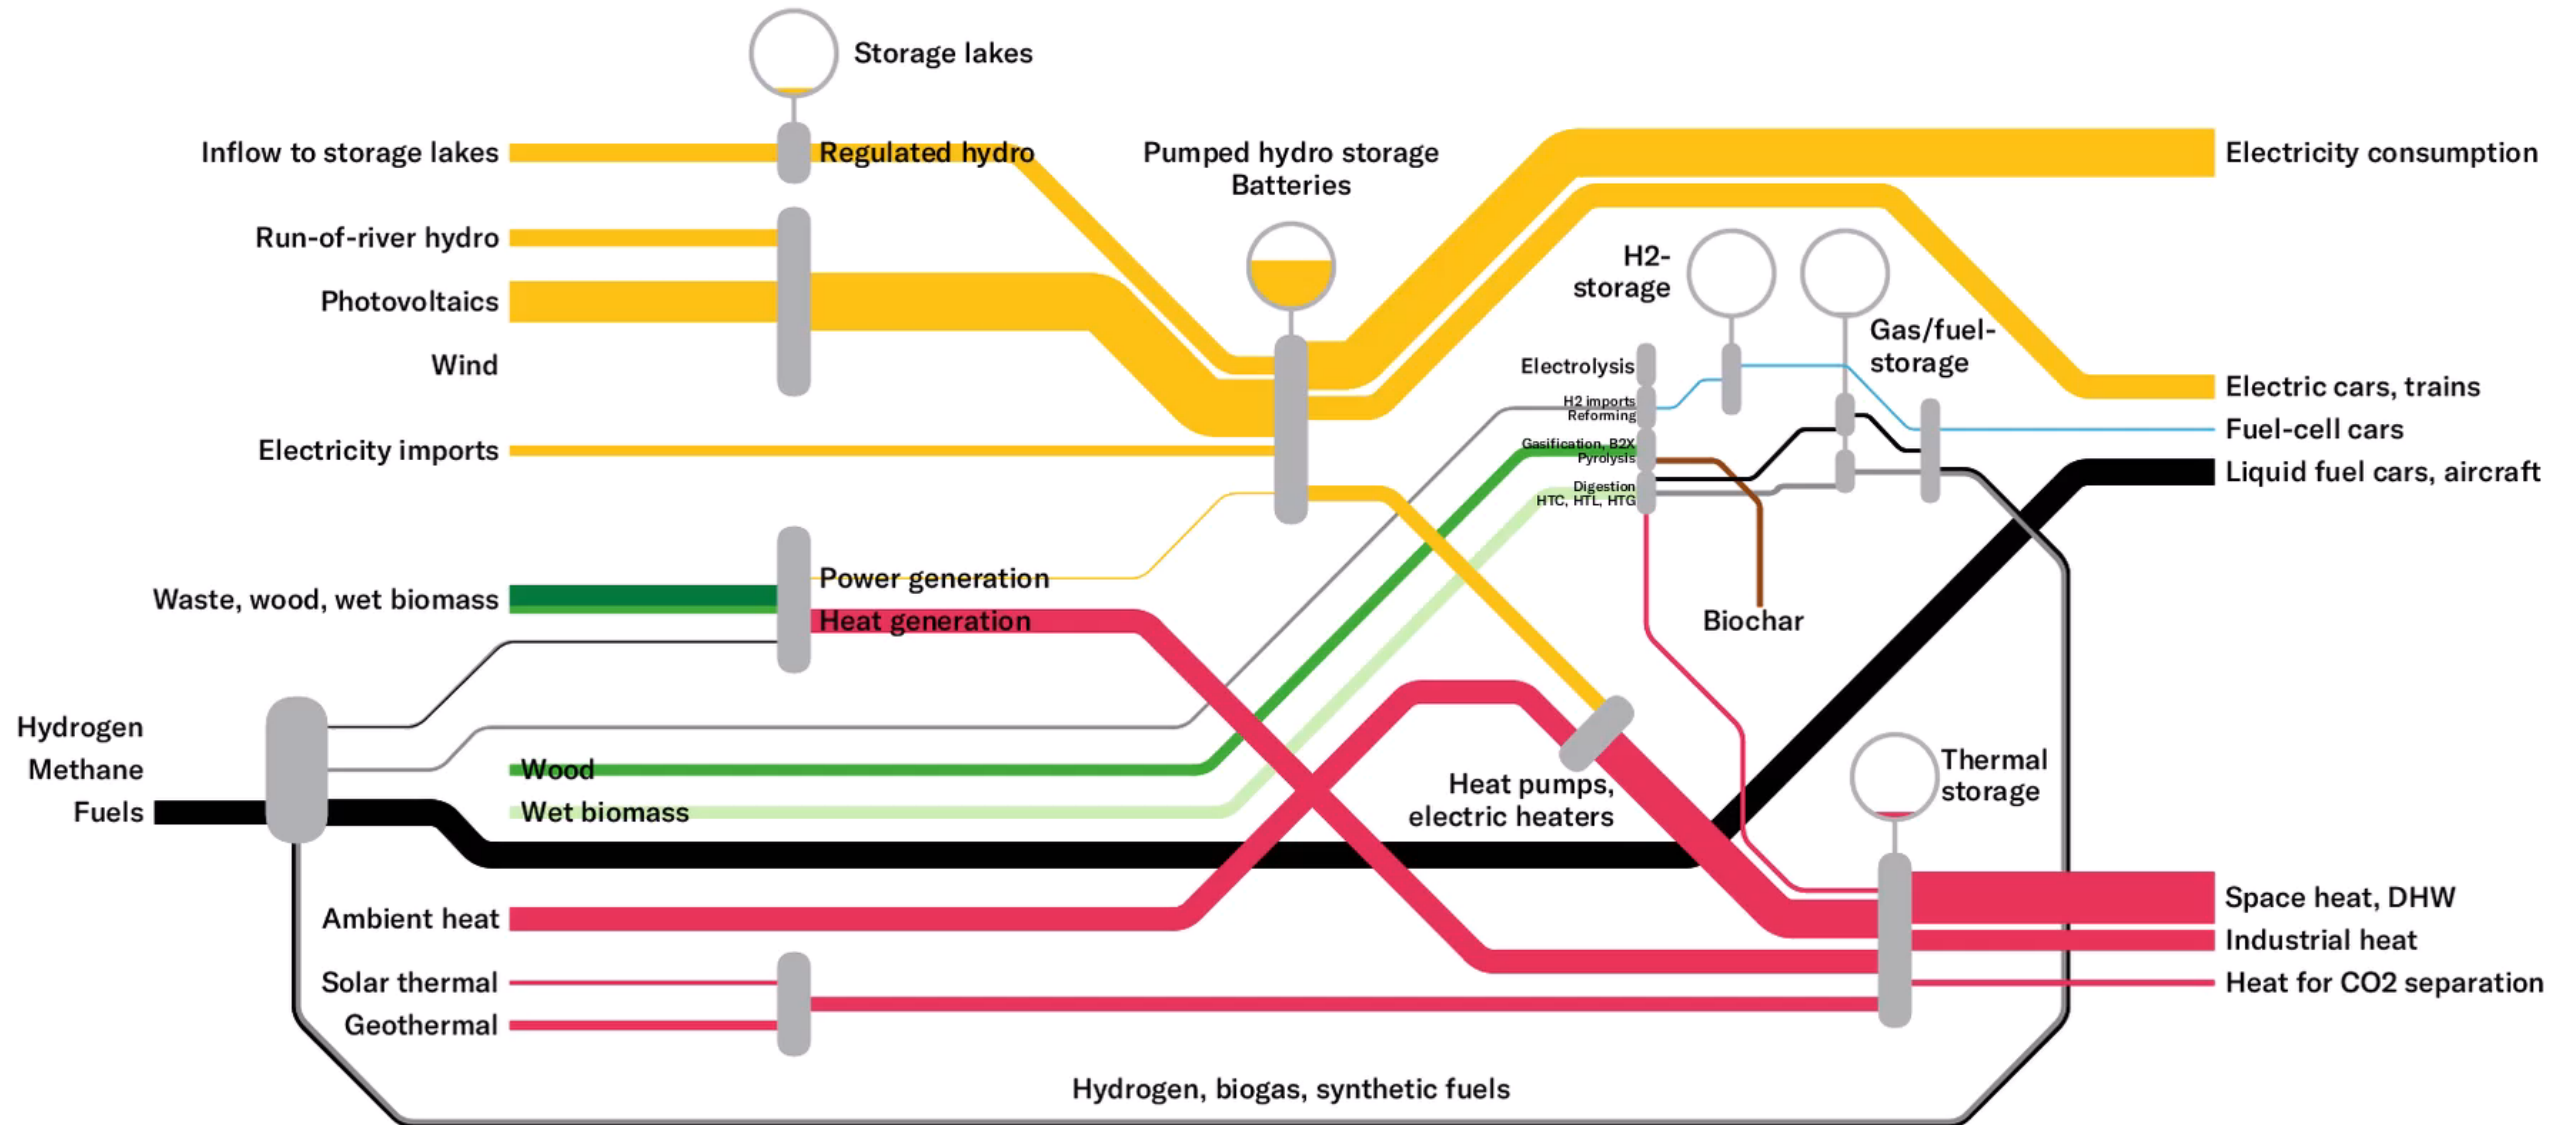 Storage lakes
Inflow to storage lakes
Regulated hydro
Pumped hydro storage
Batteries
Electricity consumption
Run-of-river hydro
Photovoltaics
Wind
H2-
storage
Gas/fuel-
storage
Electrolysis
H2 imports
Reforming
Gasification, B2X
Pyrolysis
Digestion
HTC, HTL, HTG
Electric cars, trains
Fuel-cell cars
Liquid fuel cars, aircraft
Electricity imports
Waste, wood, wet biomass
Power generation
Heat generation
Biochar
Hydrogen
Methane
Fuels
Wood
Wet biomass
Heat pumps,
electric heaters
Thermal
storage
Ambient heat
Solar thermal
Geothermal
Space heat, DHW
Industrial heat
Heat for CO2 separation
Hydrogen, biogas, synthetic fuels